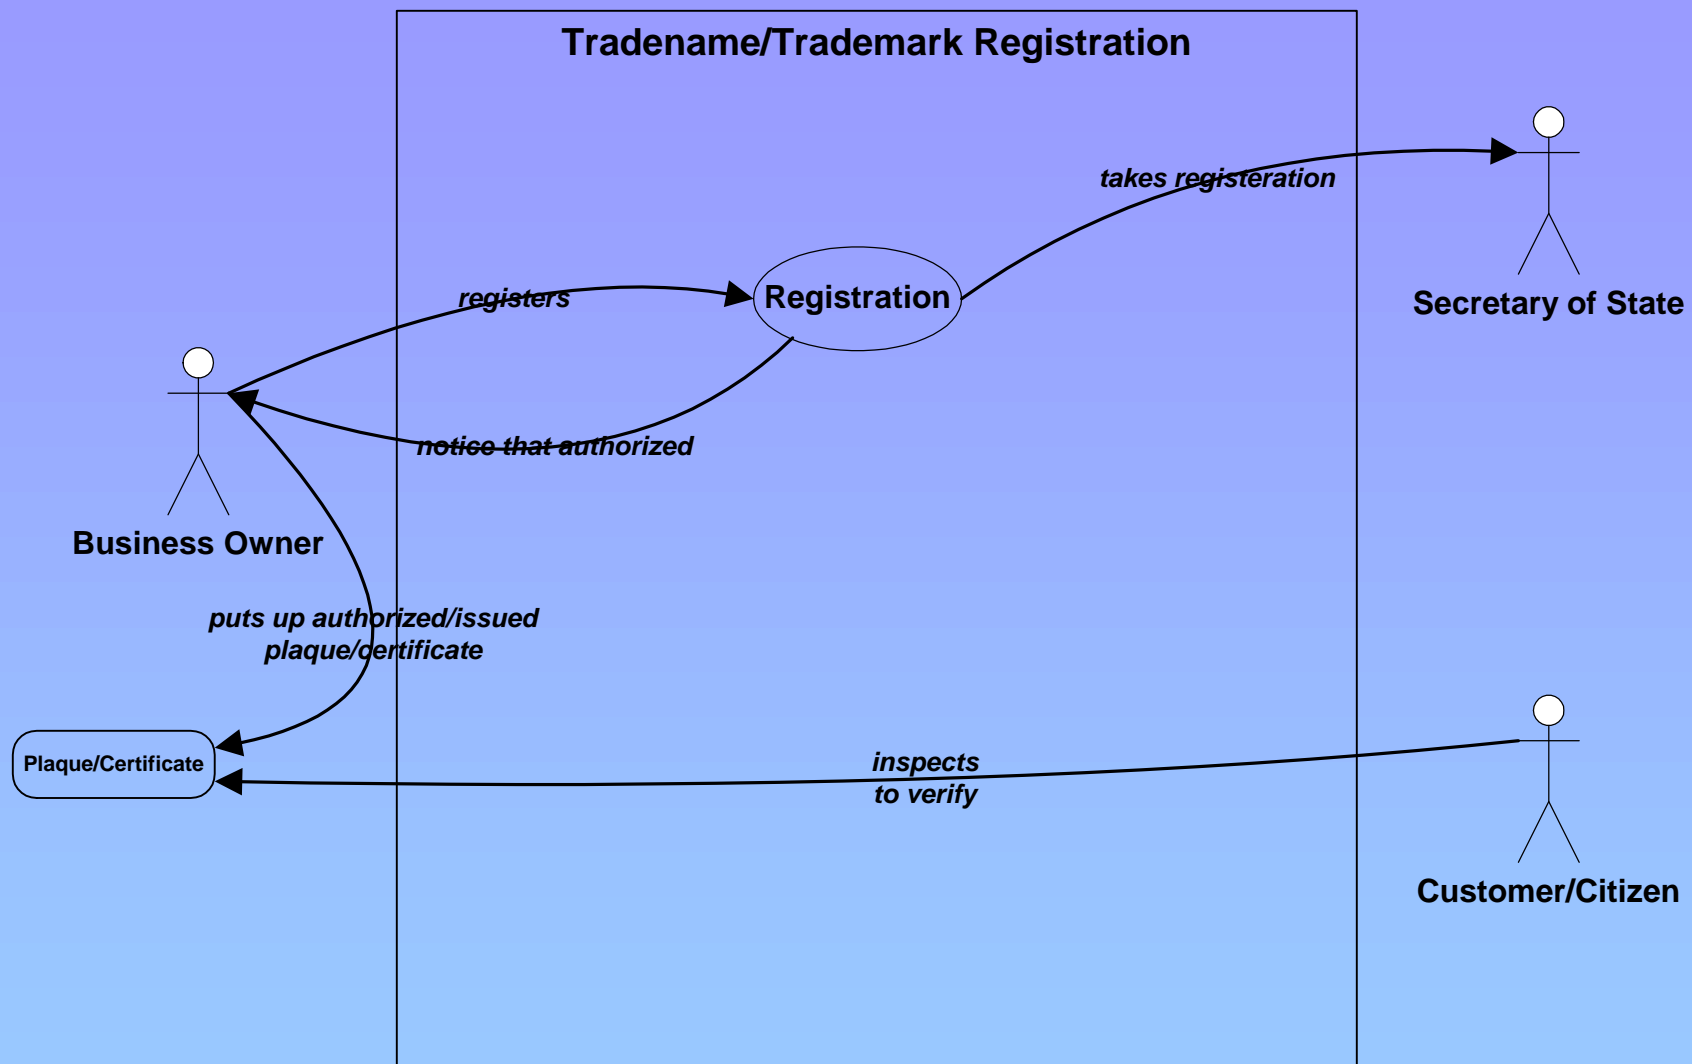 Tradename/Trademark Registration
takes registeration
Secretary of State
registers
Registration
notice that authorized
Business Owner
puts up authorized/issued
plaque/certificate
Plaque/Certificate
inspects
to verify
Customer/Citizen